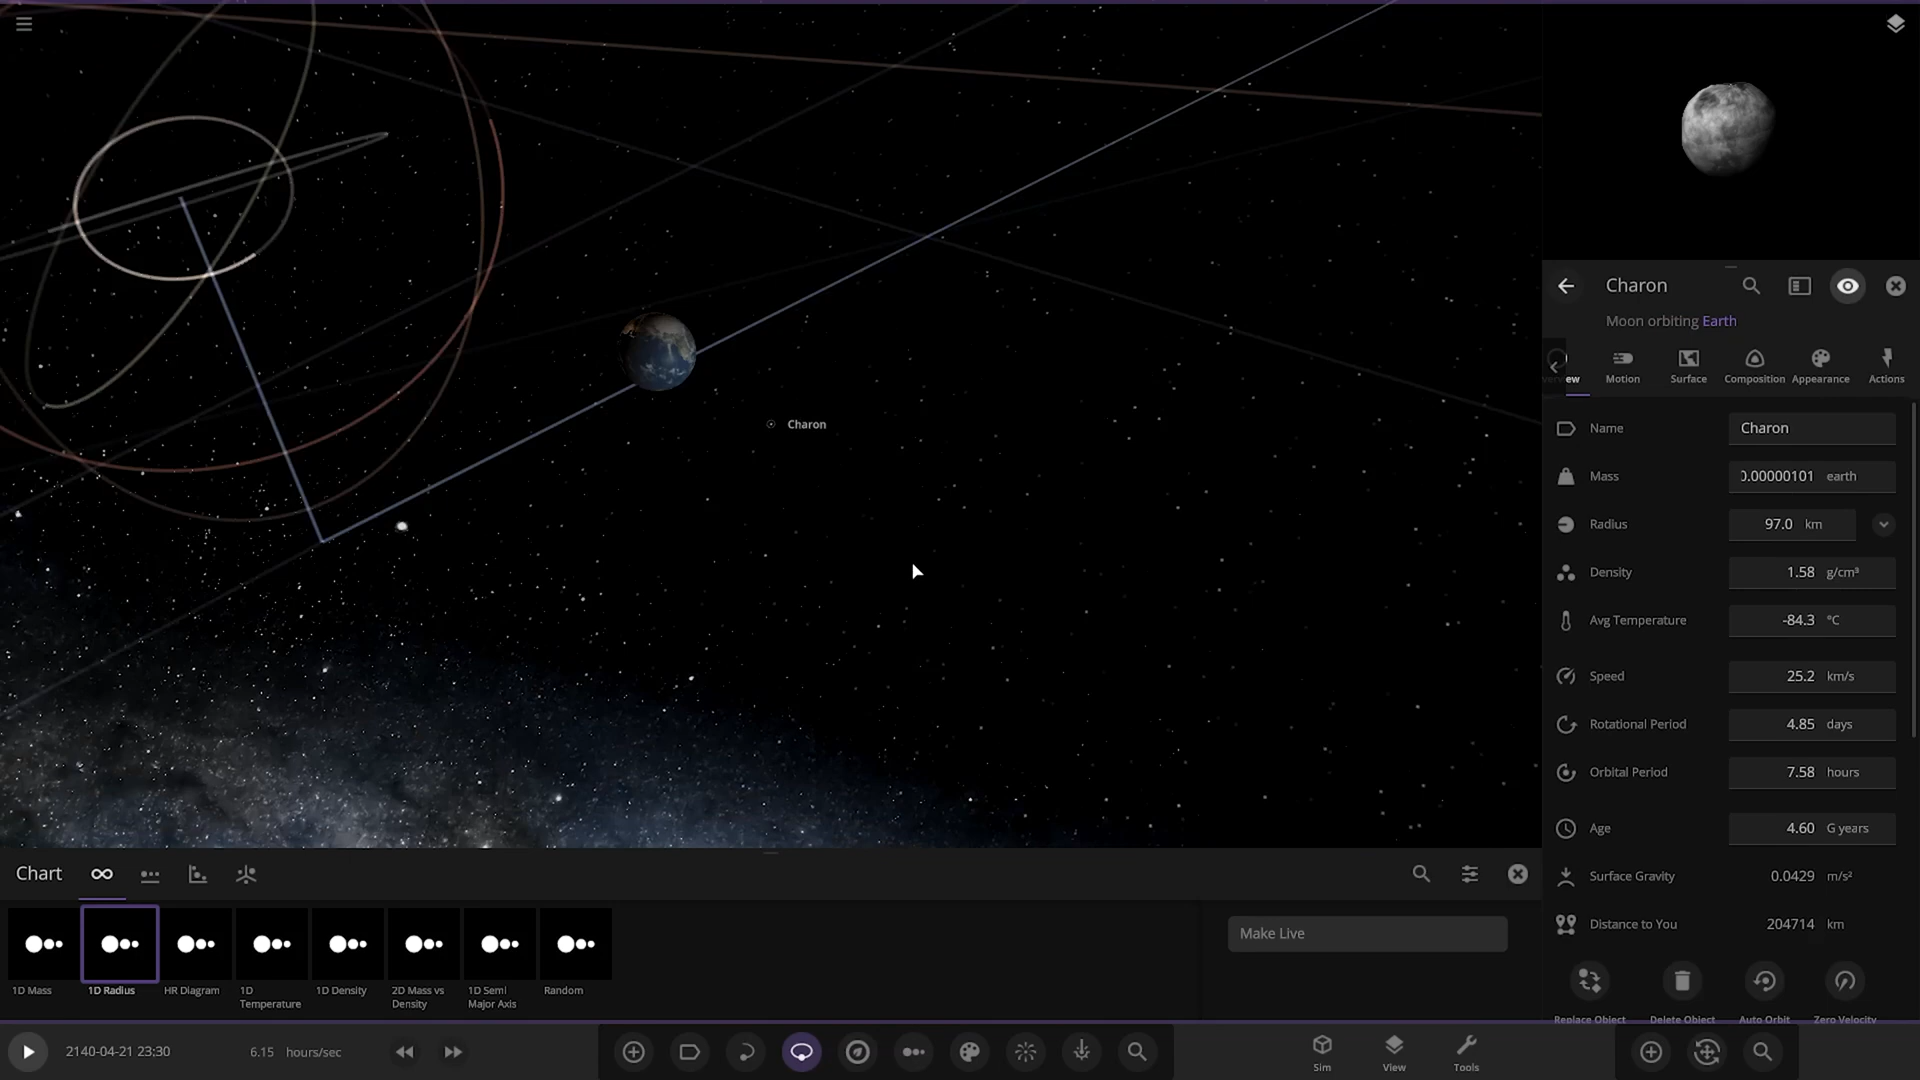 Charon
Charon
Moon orbiting Earth
Motion
Surface
Composition
Appearance
Actions
Name
Charon
Mass
0.00000101 earth
Radius
97.0 km
Density
1.58 g/cm³
Avg Temperature
-84.3 °C
Speed
25.2 km/s
Rotational Period
4.85 days
Orbital Period
7.58 hours
Age
4.60 G years
Surface Gravity
0.0429 m/s²
Distance to You
204714 km
Replace Object
Delete Object
Auto Orbit
Zero Velocity
Chart
Make Live
1D Mass
1D Radius
HR Diagram
1D
Temperature
1D Density
2D Mass vs
Density
1D Semi
Major Axis
Random
2140-04-21 23:30
6.15 hours/sec
Sim
View
Tools